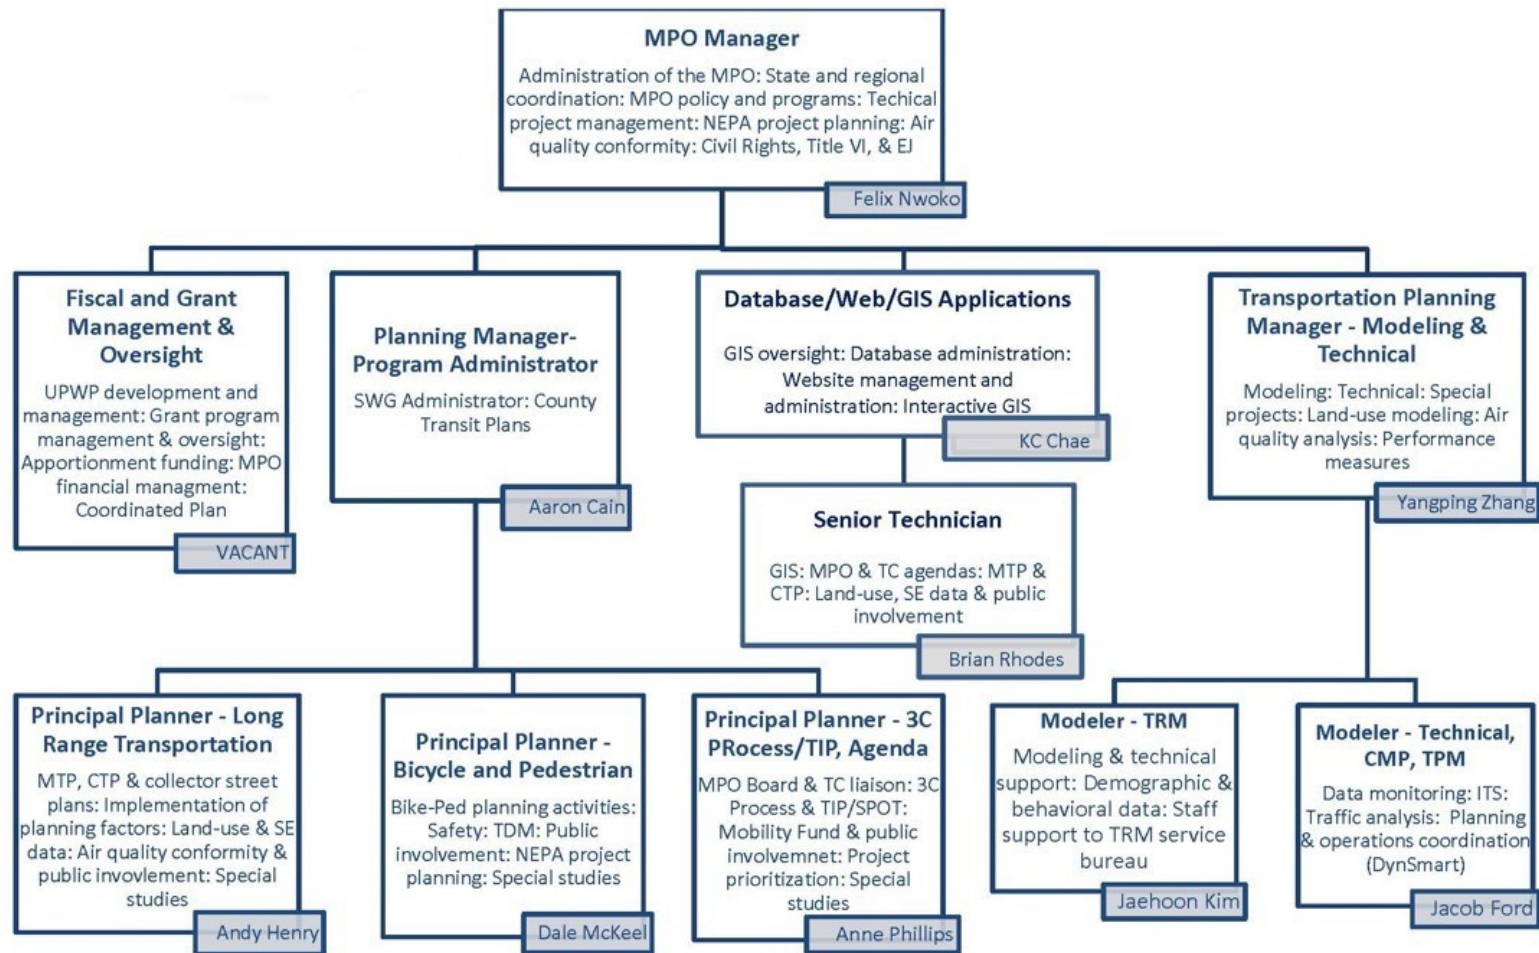 MPO Manager
Administration of the MPO: State and regional
coordination: MPO policy and programs: Techical
project management: NEPA project planning: Air
quality conformity: Civil Rights, Title VI, & EJ
Felix Nwoko
Fiscal and Grant
Management &
Oversight
UPWP development and
management: Grant program
management & oversight:
Apportionment funding: MPO
financial managment:
Coordinated Plan
VACANT
Planning Manager-
Program Administrator
SWG Administrator: County
Transit Plans
Aaron Cain
Database/Web/GIS Applications
GIS oversight: Database administration:
Website management and
administration: Interactive GIS
KC Chae
Transportation Planning
Manager - Modeling &
Technical
Modeling: Technical: Special
projects: Land-use modeling: Air
quality analysis: Performance
measures
Yangping Zhang
Senior Technician
GIS: MPO & TC agendas: MTP &
CTP: Land-use, SE data & public
involvement
Brian Rhodes
Principal Planner - Long
Range Transportation
MTP, CTP & collector street
plans: Implementation of
planning factors: Land-use & SE
data: Air quality conformity &
public invovlement: Special
studies
Andy Henry
Principal Planner -
Bicycle and Pedestrian
Bike-Ped planning activities:
Safety: TDM: Public
involvement: NEPA project
planning: Special studies
Dale McKeel
Principal Planner - 3C
PRocess/TIP, Agenda
MPO Board & TC liaison: 3C
Process & TIP/SPOT:
Mobility Fund & public
involvemnet: Project
prioritization: Special
studies
Anne Phillips
Modeler - TRM
Modeling & technical
support: Demographic &
behavioral data: Staff
support to TRM service
bureau
Jaehoon Kim
Modeler - Technical,
CMP, TPM
Data monitoring: ITS:
Traffic analysis: Planning
& operations coordination
(DynSmart)
Jacob Ford